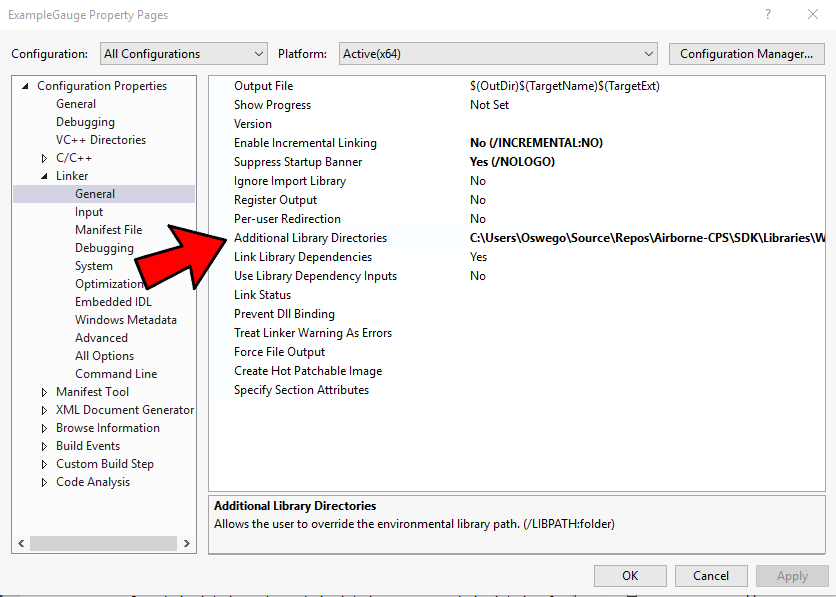 ExampleGauge Property Pages
Configuration: All Configurations Platform: Active(x64) Configuration Manager...
Configuration Properties
General
Debugging
VC++ Directories
C/C++
Linker
General
Input
Manifest File
Debugging
System
Optimization
Embedded IDL
Windows Metadata
Advanced
All Options
Command Line
Manifest Tool
XML Document Generator
Browse Information
Build Events
Custom Build Step
Code Analysis
Output File $(OutDir)$(TargetName)$(TargetExt)
Show Progress Not Set
Version
Enable Incremental Linking No (/INCREMENTAL:NO)
Suppress Startup Banner Yes (/NOLOGO)
Ignore Import Library No
Register Output No
Per-user Redirection No
Additional Library Directories C:\Users\Oswego\Source\Repos\Airborne-CPS\SDK\Libraries\W
Link Library Dependencies Yes
Use Library Dependency Inputs No
Link Status
Prevent Dll Binding
Treat Linker Warning As Errors
Force File Output
Create Hot Patchable Image
Specify Section Attributes
Additional Library Directories
Allows the user to override the environmental library path. (/LIBPATH:folder)
OK Cancel Apply